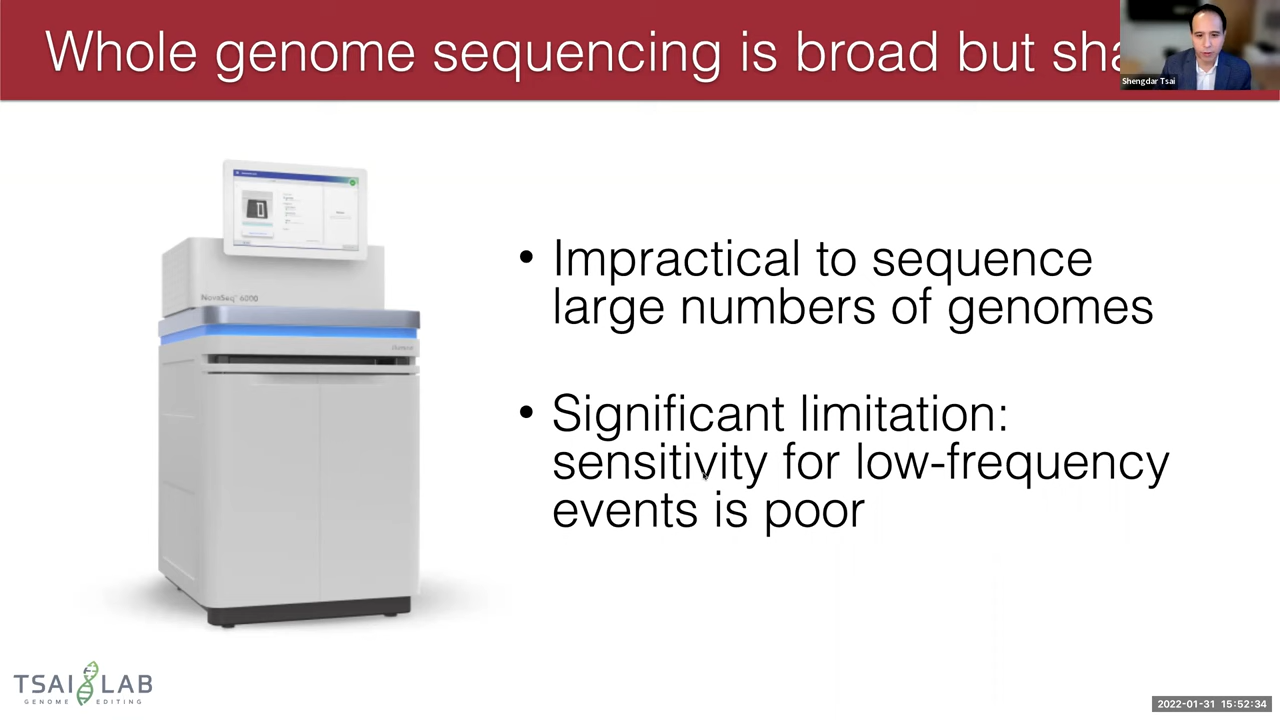 Whole genome sequencing is broad but sha
Shengdar Tsai
NovaSeq 6000
• Impractical to sequence
large numbers of genomes
• Significant limitation:
sensitivity for low-frequency
events is poor
TSAI LAB
GENOME EDITING
2022-01-31 15:52:34